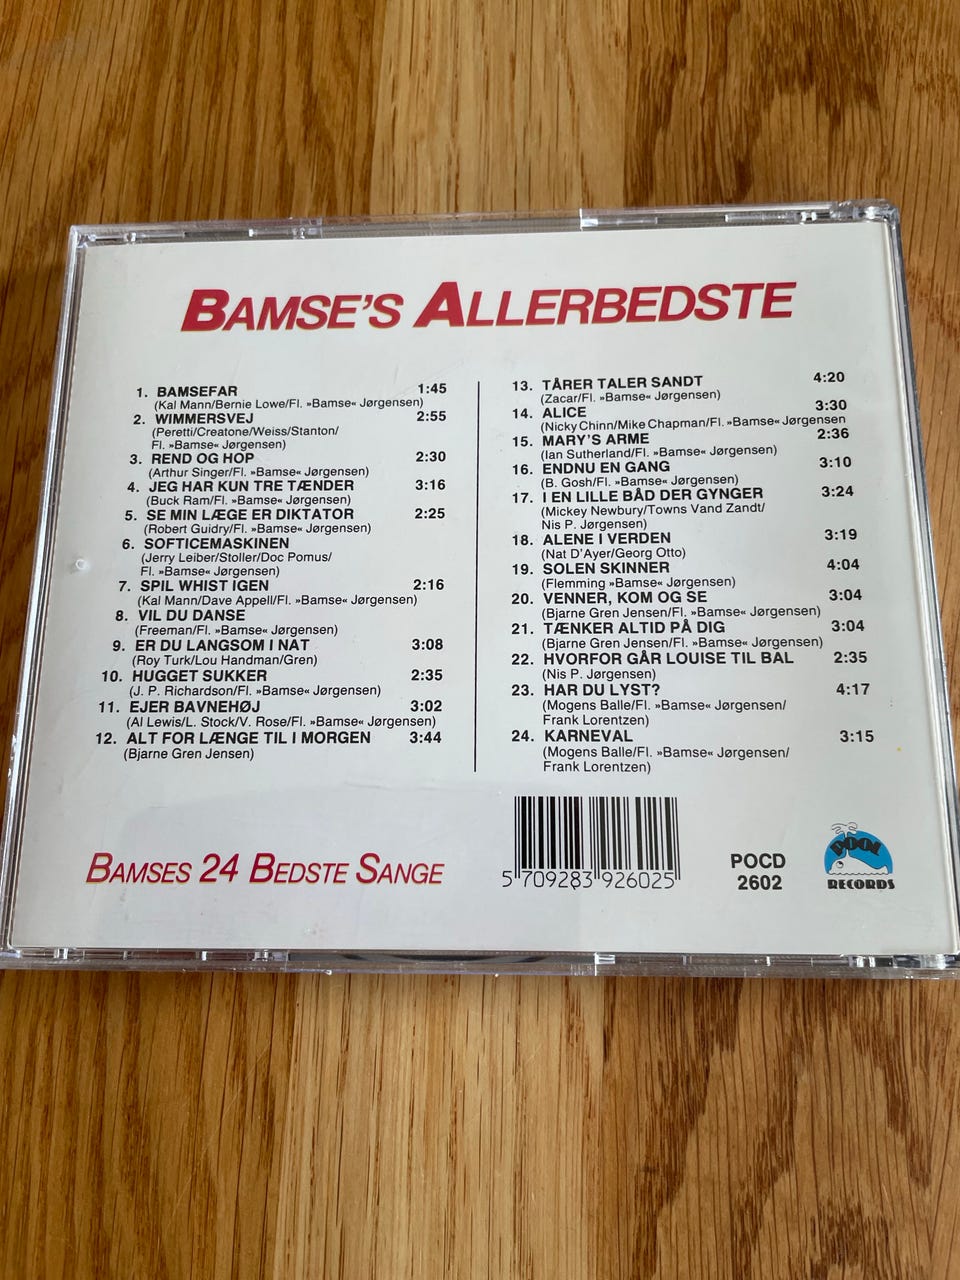 BAMSE'S ALLERBEDSTE
1. BAMSEFAR 1:45
(Kal Mann/Bernie Lowe/Fl. »Bamse« Jørgensen)
2. WIMMERSVEJ 2:55
(Peretti/Creatone/Weiss/Stanton/
Fl. »Bamse« Jørgensen)
3. REND OG HOP 2:30
(Arthur Singer/Fl. »Bamse« Jørgensen)
4. JEG HAR KUN TRE TÆNDER 3:16
(Buck Ram/Fl. »Bamse« Jørgensen)
5. SE MIN LÆGE ER DIKTATOR 2:25
(Robert Guidry/Fl. »Bamse« Jørgensen)
6. SOFTICEMASKINEN
(Jerry Leiber/Stoller/Doc Pomus/
Fl. »Bamse« Jørgensen)
7. SPIL WHIST IGEN 2:16
(Kal Mann/Dave Appell/Fl. »Bamse« Jørgensen)
8. VIL DU DANSE
(Freeman/Fl. »Bamse« Jørgensen)
9. ER DU LANGSOM I NAT 3:08
(Roy Turk/Lou Handman/Gren)
10. HUGGET SUKKER 2:35
(J. P. Richardson/Fl. »Bamse« Jørgensen)
11. EJER BAVNEHØJ 3:02
(Al Lewis/L. Stock/V. Rose/Fl. »Bamse« Jørgensen)
12. ALT FOR LÆNGE TIL I MORGEN 3:44
(Bjarne Gren Jensen)
13. TÅRER TALER SANDT 4:20
(Zacar/Fl. »Bamse« Jørgensen)
14. ALICE 3:30
(Nicky Chinn/Mike Chapman/Fl. »Bamse« Jørgensen
15. MARY'S ARME 2:36
(Ian Sutherland/Fl. »Bamse« Jørgensen)
16. ENDNU EN GANG 3:10
(B. Gosh/Fl. »Bamse« Jørgensen)
17. I EN LILLE BÅD DER GYNGER 3:24
(Mickey Newbury/Towns Vand Zandt/
Nis P. Jørgensen)
18. ALENE I VERDEN 3:19
(Nat D'Ayer/Georg Otto)
19. SOLEN SKINNER 4:04
(Flemming »Bamse« Jørgensen)
20. VENNER, KOM OG SE 3:04
(Bjarne Gren Jensen/Fl. »Bamse« Jørgensen)
21. TÆNKER ALTID PÅ DIG 3:04
(Bjarne Gren Jensen/Fl. »Bamse« Jørgensen)
22. HVORFOR GÅR LOUISE TIL BAL 2:35
(Nis P. Jørgensen)
23. HAR DU LYST? 4:17
(Mogens Balle/Fl. »Bamse« Jørgensen/
Frank Lorentzen)
24. KARNEVAL 3:15
(Mogens Balle/Fl. »Bamse« Jørgensen/
Frank Lorentzen)
BAMSES 24 BEDSTE SANGE
5 709283 926025
POCD
2602
POOL
RECORDS